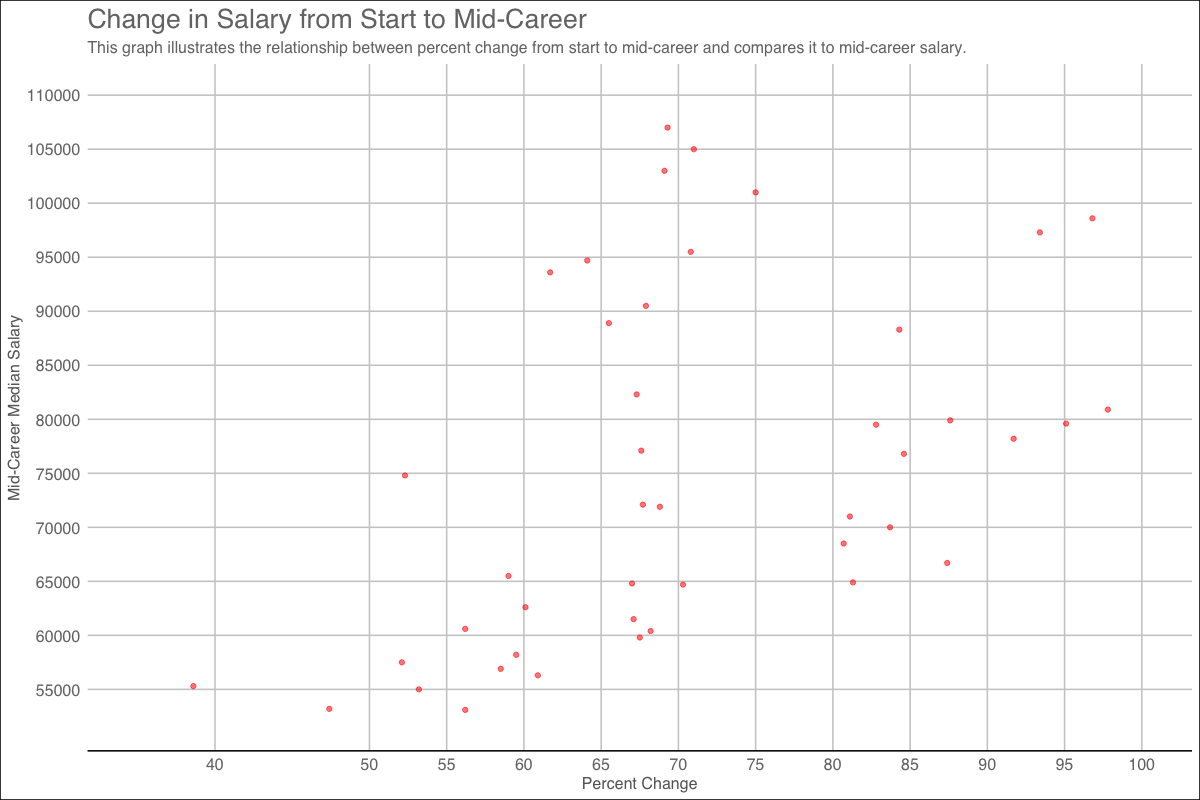 Change in Salary from Start to Mid-Career
This graph illustrates the relationship between percent change from start to mid-career and compares it to mid-career salary.
Mid-Career Median Salary
110000
105000
100000
95000
90000
85000
80000
75000
70000
65000
60000
55000
40 50 55 60 65 70 75 80 85 90 95 100
Percent Change